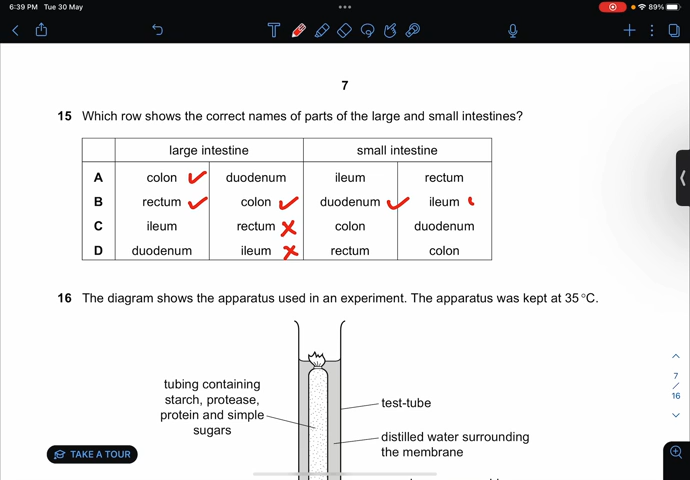 6:39 PM Tue 30 May
89%
7
15 Which row shows the correct names of parts of the large and small intestines?
large intestine small intestine
A colon duodenum ileum rectum
B rectum colon duodenum ileum
C ileum rectum colon duodenum
D duodenum ileum rectum colon
16 The diagram shows the apparatus used in an experiment. The apparatus was kept at 35 °C.
tubing containing
starch, protease,
protein and simple
sugars
test-tube
distilled water surrounding
the membrane
7
/
16
TAKE A TOUR